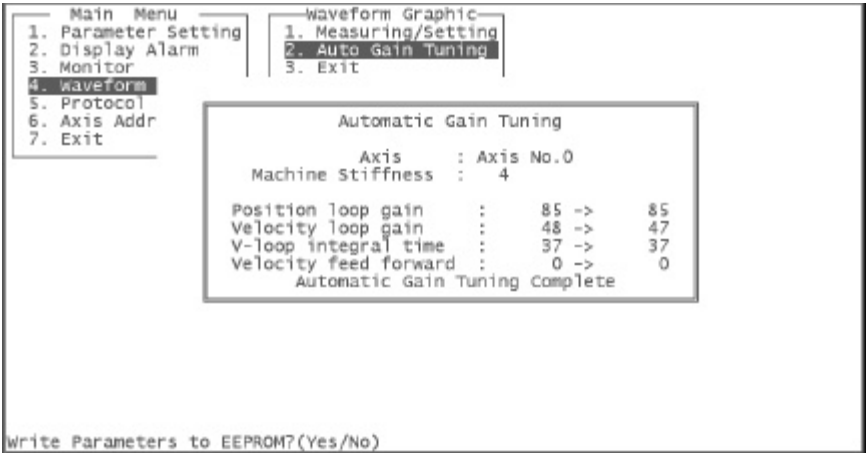 Main Menu
1. Parameter Setting
2. Display Alarm
3. Monitor
4. Waveform
5. Protocol
6. Axis Addr
7. Exit
Waveform Graphic
1. Measuring/Setting
2. Auto Gain Tuning
3. Exit
Automatic Gain Tuning
Axis : Axis No.0
Machine Stiffness : 4
Position loop gain : 85 -> 85
Velocity loop gain : 48 -> 47
V-loop integral time : 37 -> 37
Velocity feed forward : 0 -> 0
Automatic Gain Tuning Complete
Write Parameters to EEPROM?(Yes/No)